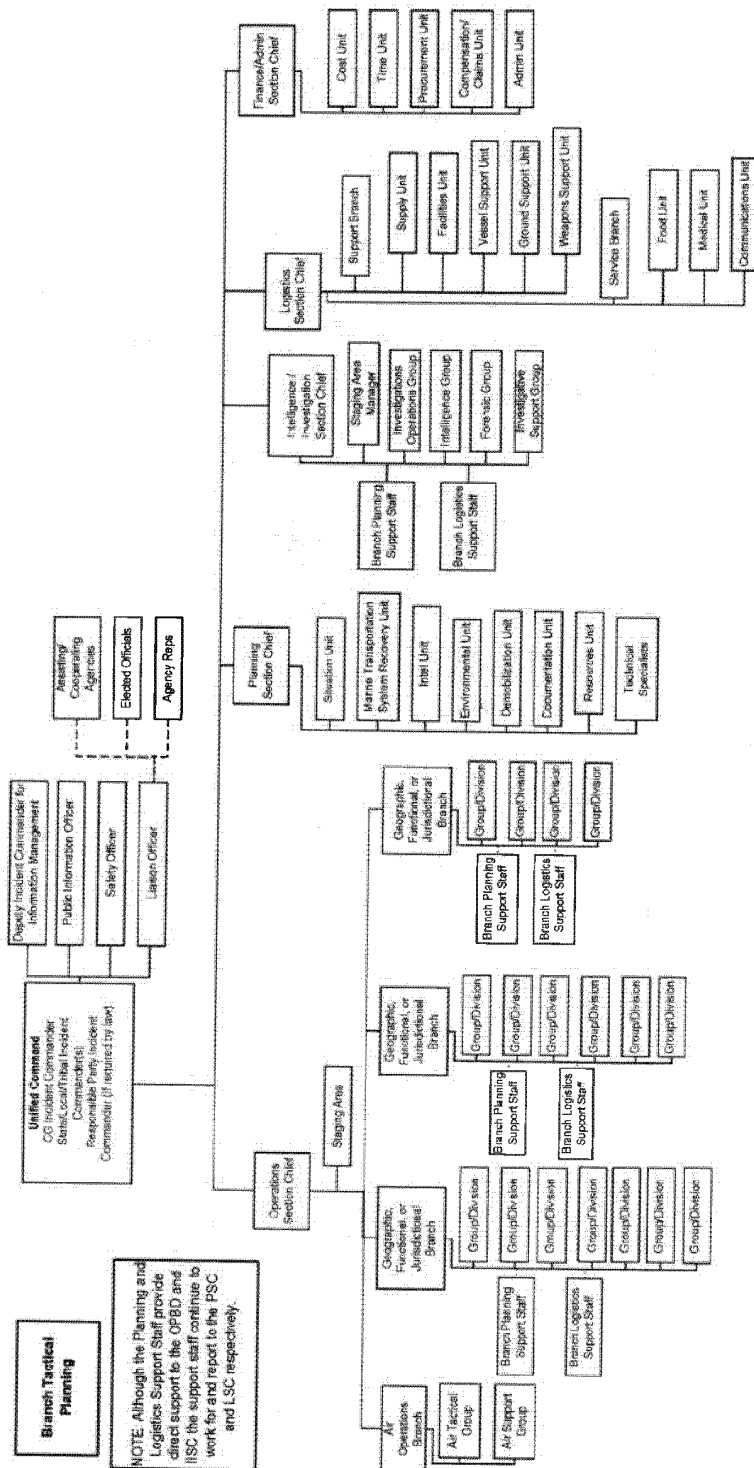 Branch Tactical
Planning
NOTE: Although the Planning and
Logistics Support Staff provide
direct support to the OPBD and
IISC the support staff continue to
work for and report to the PSC
and LSC respectively.
Unified Command
CG Incident Commander
State/Local/Tribal Incident
Commander(s)
Responsible Party Incident
Commander (if required by law)
Deputy Incident Commander for
Information Management
Public Information Officer
Safety Officer
Liaison Officer
Assisting/
Cooperating
Agencies
Elected Officials
Agency Reps
Operations
Section Chief
Staging Area
Air
Operations
Branch
Air Tactical
Group
Air Support
Group
Geographic,
Functional, or
Jurisdictional
Branch
Group/Division
Group/Division
Group/Division
Group/Division
Group/Division
Group/Division
Group/Division
Branch Planning
Support Staff
Branch Logistics
Support Staff
Geographic,
Functional, or
Jurisdictional
Branch
Group/Division
Group/Division
Group/Division
Group/Division
Group/Division
Group/Division
Branch Planning
Support Staff
Branch Logistics
Support Staff
Geographic,
Functional, or
Jurisdictional
Branch
Group/Division
Group/Division
Group/Division
Group/Division
Branch Planning
Support Staff
Branch Logistics
Support Staff
Planning
Section Chief
Situation Unit
Marine Transportation
System Recovery Unit
Intel Unit
Environmental Unit
Demobilization Unit
Documentation Unit
Resources Unit
Technical
Specialists
Intelligence /
Investigation
Section Chief
Staging Area
Manager
Investigations
Operations Group
Intelligence Group
Forensic Group
Investigative
Support Group
Branch Planning
Support Staff
Branch Logistics
Support Staff
Logistics
Section Chief
Support Branch
Supply Unit
Facilities Unit
Vessel Support Unit
Ground Support Unit
Weapons Support Unit
Service Branch
Food Unit
Medical Unit
Communications Unit
Finance/Admin
Section Chief
Cost Unit
Time Unit
Procurement Unit
Compensation/
Claims Unit
Admin Unit